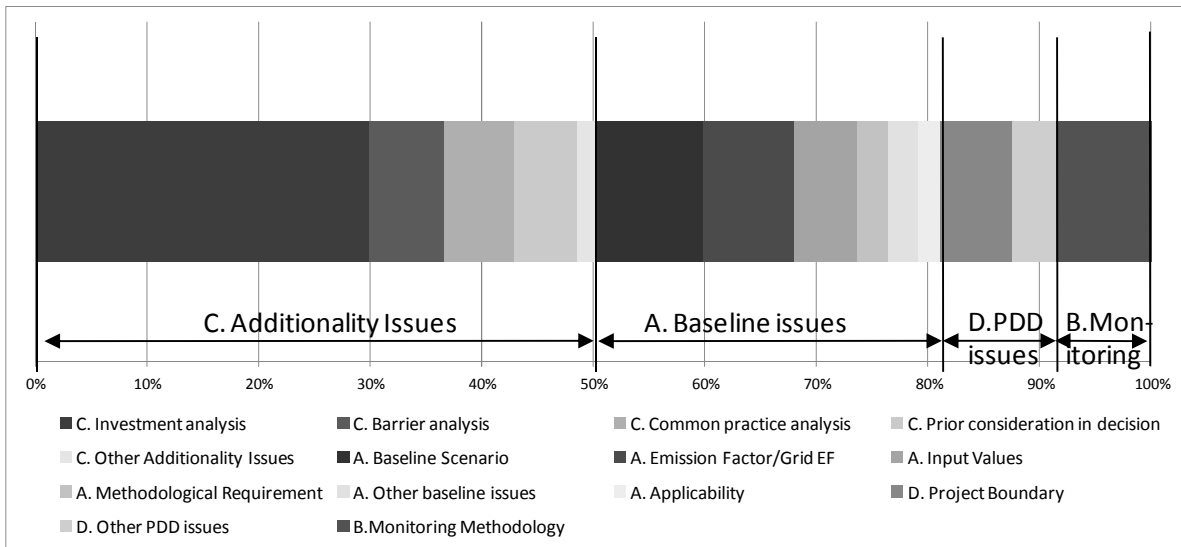 C. Additionality Issues
A. Baseline issues
D.PDD
issues
B.Mon-
itoring
0% 10% 20% 30% 40% 50% 60% 70% 80% 90% 100%
C. Investment analysis C. Barrier analysis C. Common practice analysis C. Prior consideration in decision
C. Other Additionality Issues A. Baseline Scenario A. Emission Factor/Grid EF A. Input Values
A. Methodological Requirement A. Other baseline issues A. Applicability D. Project Boundary
D. Other PDD issues B.Monitoring Methodology